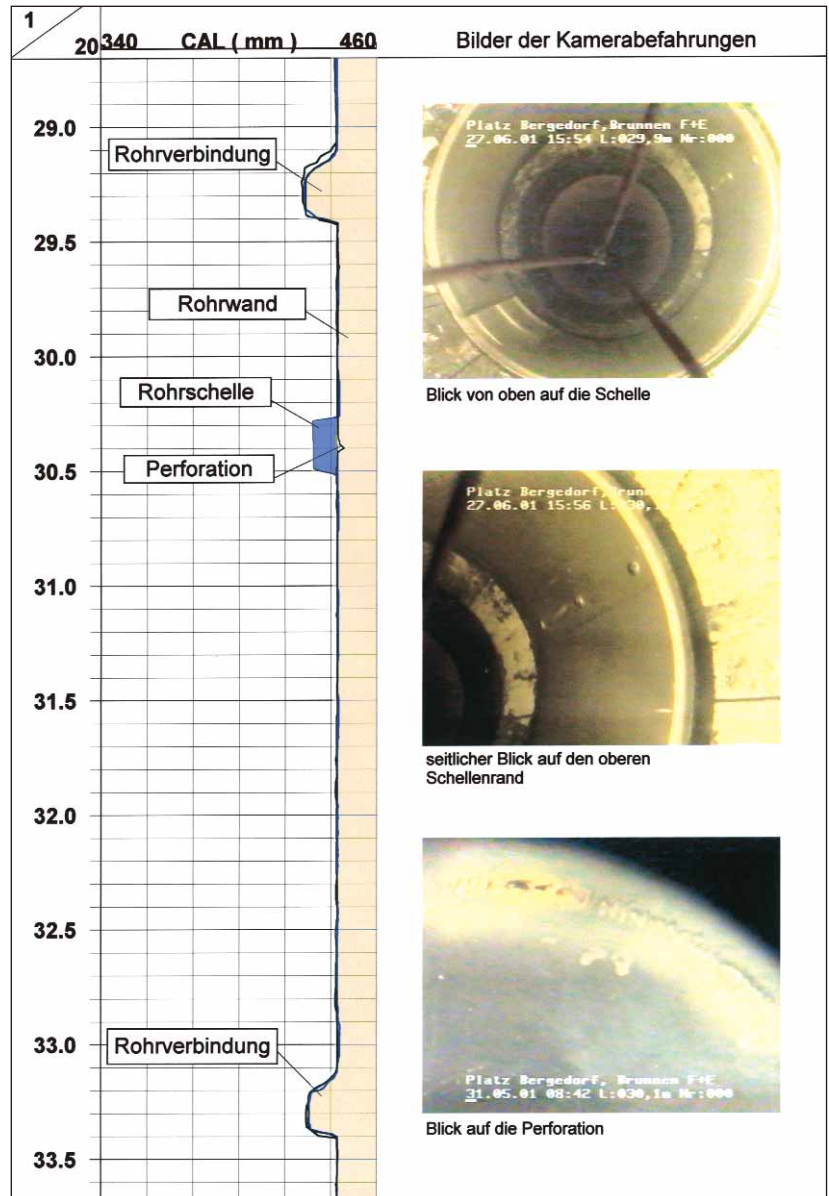 1
20
340 CAL ( mm ) 460
Bilder der Kamerabefahrungen
29.0
Rohrverbindung
29.5
Rohrwand
30.0
Rohrschelle
Perforation
30.5
31.0
31.5
32.0
32.5
33.0
Rohrverbindung
33.5
Platz Bergedorf,Brunnen F+E
27.06.01 15:54 L:029,9m Nr:000
Blick von oben auf die Schelle
Platz Bergedorf,
27.06.01 15:56
seitlicher Blick auf den oberen
Schellenrand
Platz Bergedorf, Brunnen F+E
31.05.01 08:42 L:030,1m Nr:000
Blick auf die Perforation